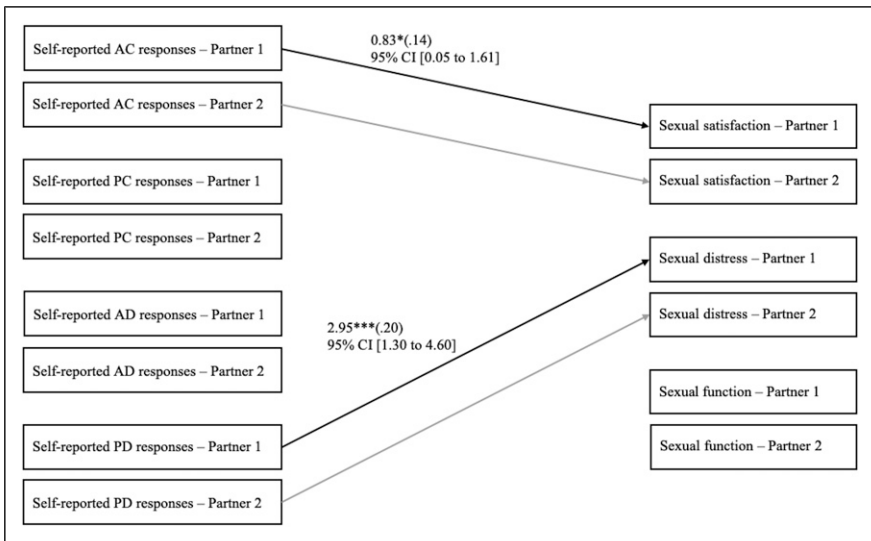 Self-reported AC responses – Partner 1
Self-reported AC responses – Partner 2
Self-reported PC responses – Partner 1
Self-reported PC responses – Partner 2
Self-reported AD responses – Partner 1
Self-reported AD responses – Partner 2
Self-reported PD responses – Partner 1
Self-reported PD responses – Partner 2
0.83*(.14)
95% CI [0.05 to 1.61]
2.95***(.20)
95% CI [1.30 to 4.60]
Sexual satisfaction – Partner 1
Sexual satisfaction – Partner 2
Sexual distress – Partner 1
Sexual distress – Partner 2
Sexual function – Partner 1
Sexual function – Partner 2